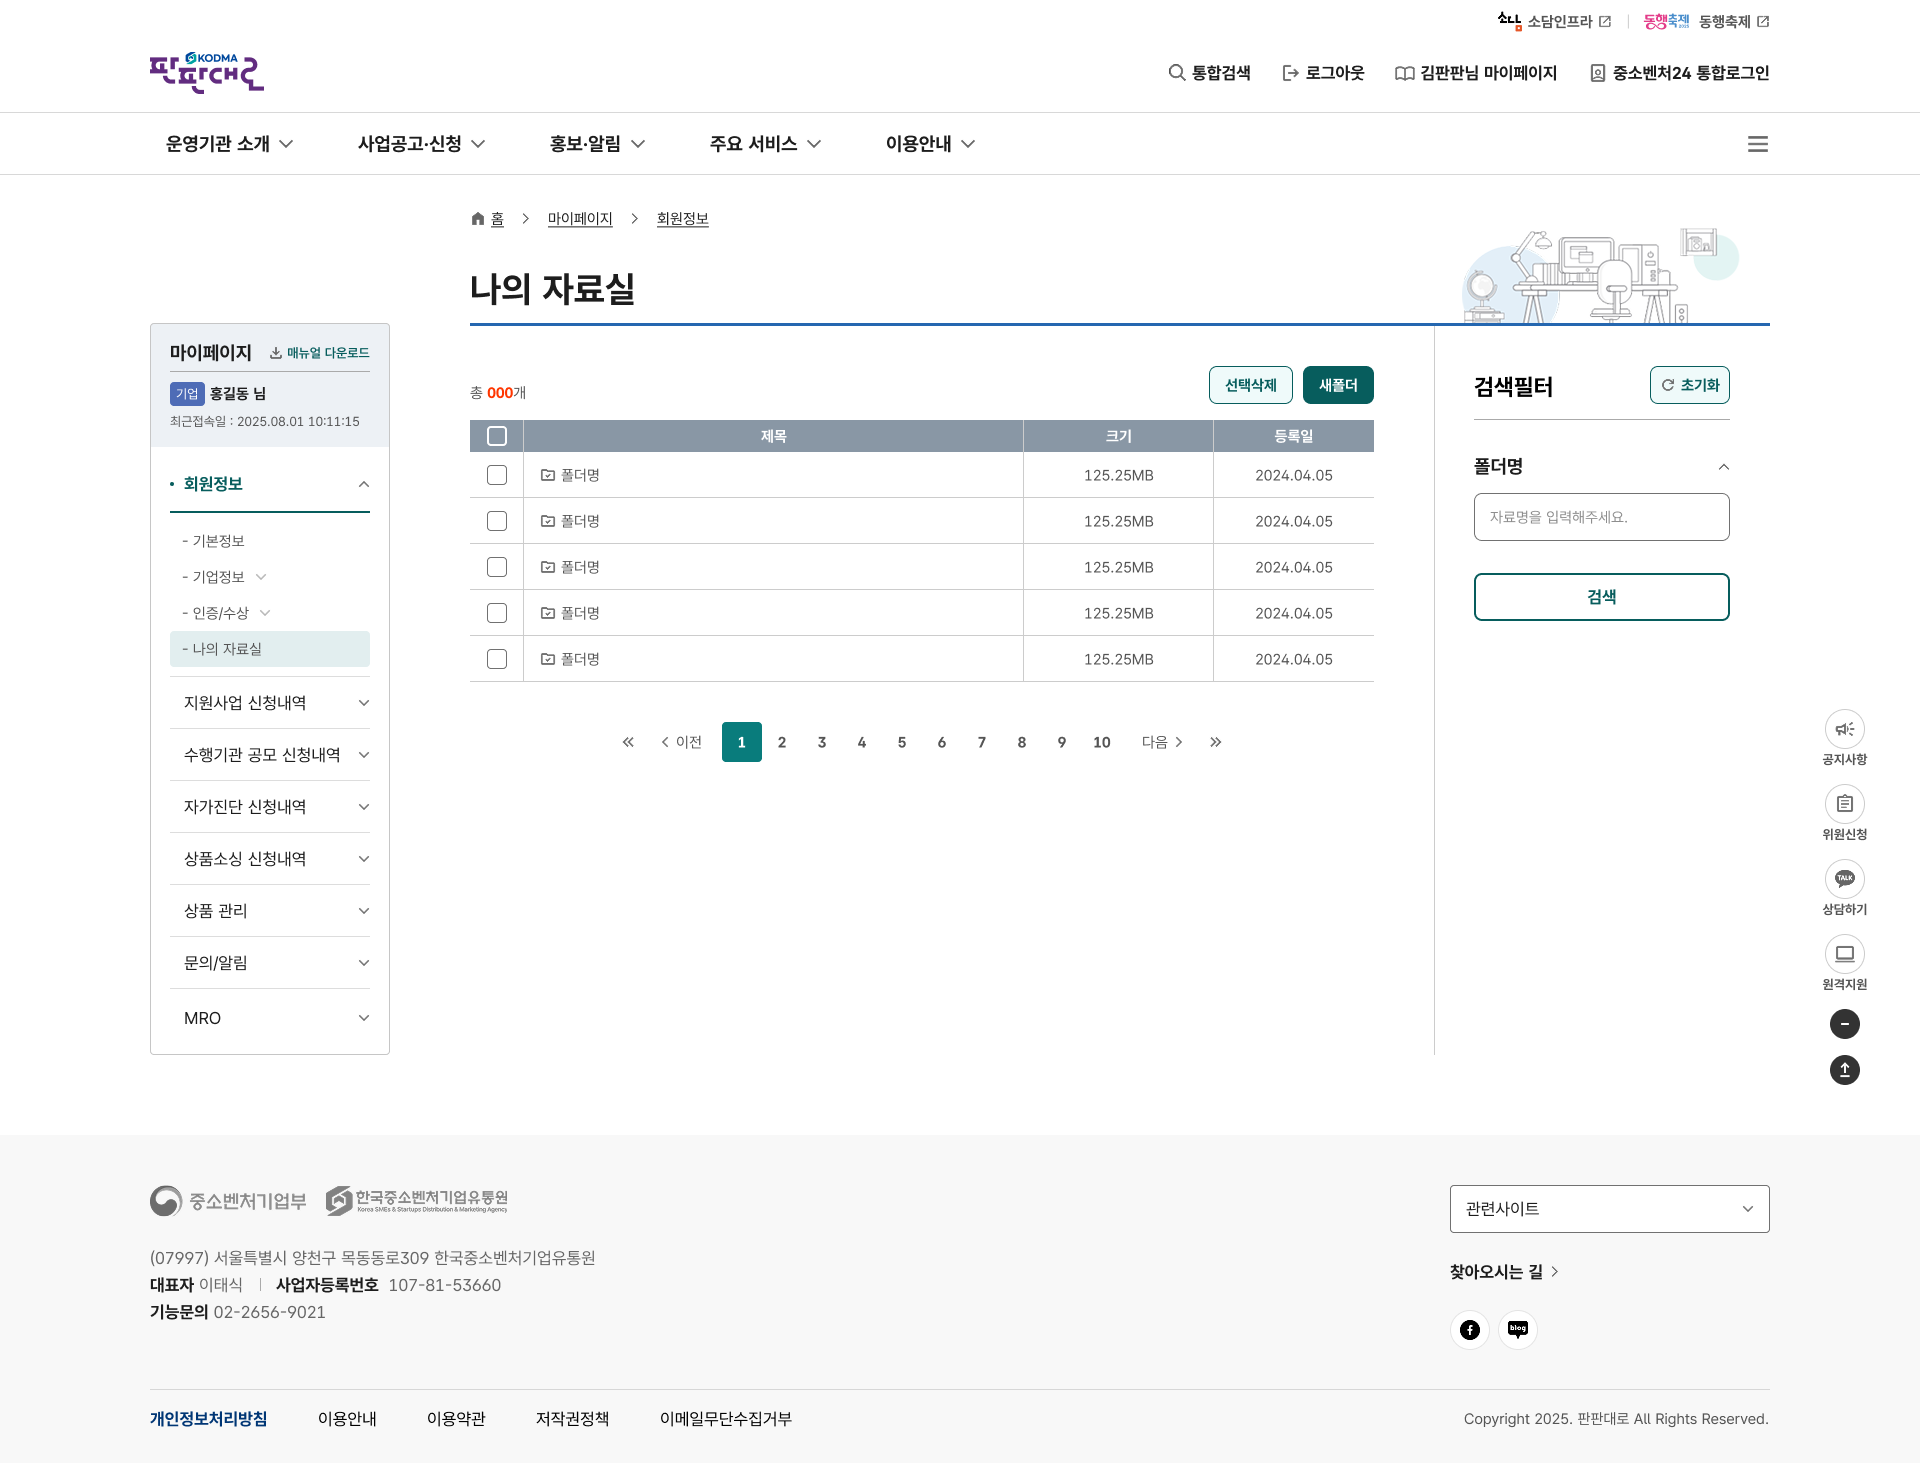 소담인프라
동행축제 2025 동행축제
KODMA
판판대로
통합검색
로그아웃
김판판님 마이페이지
중소벤처24 통합로그인
운영기관 소개
사업공고·신청
홍보·알림
주요 서비스
이용안내
홈
마이페이지
회원정보
나의 자료실
마이페이지
매뉴얼 다운로드
기업 홍길동 님
최근접속일 : 2025.08.01 10:11:15
회원정보
- 기본정보
- 기업정보
- 인증/수상
- 나의 자료실
지원사업 신청내역
수행기관 공모 신청내역
자가진단 신청내역
상품소싱 신청내역
상품 관리
문의/알림
MRO
총 000개
선택삭제
새폴더
제목 크기 등록일
폴더명 125.25MB 2024.04.05
폴더명 125.25MB 2024.04.05
폴더명 125.25MB 2024.04.05
폴더명 125.25MB 2024.04.05
폴더명 125.25MB 2024.04.05
이전 1 2 3 4 5 6 7 8 9 10 다음
검색필터
초기화
폴더명
자료명을 입력해주세요.
검색
공지사항
위원신청
TALK
상담하기
원격지원
중소벤처기업부
한국중소벤처기업유통원
Korea SMEs & Startups Distribution & Marketing Agency
(07997) 서울특별시 양천구 목동동로309 한국중소벤처기업유통원
대표자 이태식 사업자등록번호 107-81-53660
기능문의 02-2656-9021
관련사이트
찾아오시는 길
blog
개인정보처리방침
이용안내
이용약관
저작권정책
이메일무단수집거부
Copyright 2025. 판판대로 All Rights Reserved.